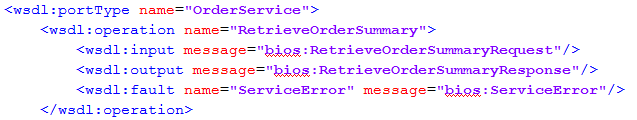 <wsdl:portType name="OrderService">
    <wsdl:operation name="RetrieveOrderSummary">
        <wsdl:input message="bios:RetrieveOrderSummaryRequest"/>
        <wsdl:output message="bios:RetrieveOrderSummaryResponse"/>
        <wsdl:fault name="ServiceError" message="bios:ServiceError"/>
    </wsdl:operation>